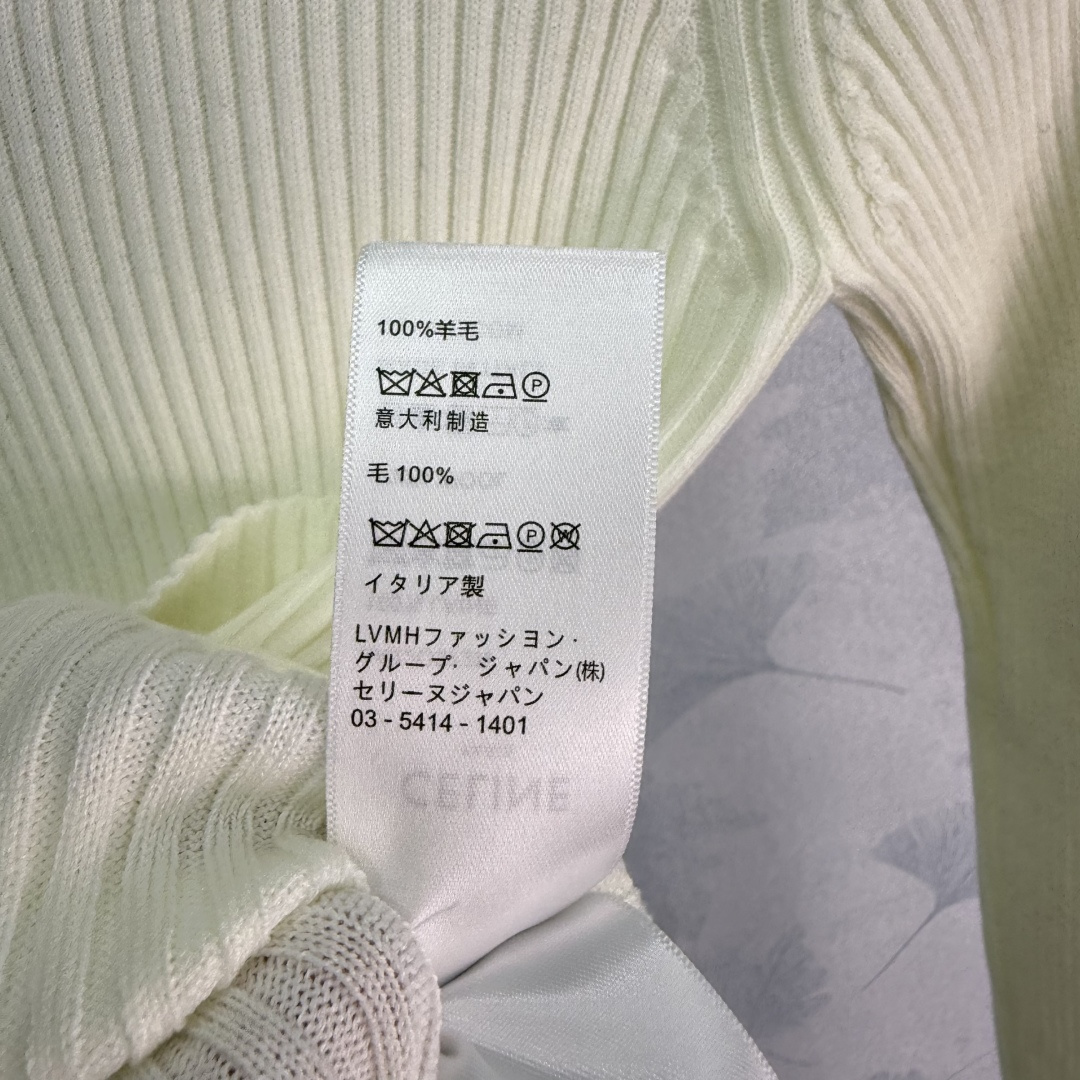 100%羊毛
P
意大利制造
毛 100%
P W
イタリア製
LVMHファッション・
グループ・ ジャパン(株)
セリーヌジャパン
03 - 5414 - 1401
CELINE